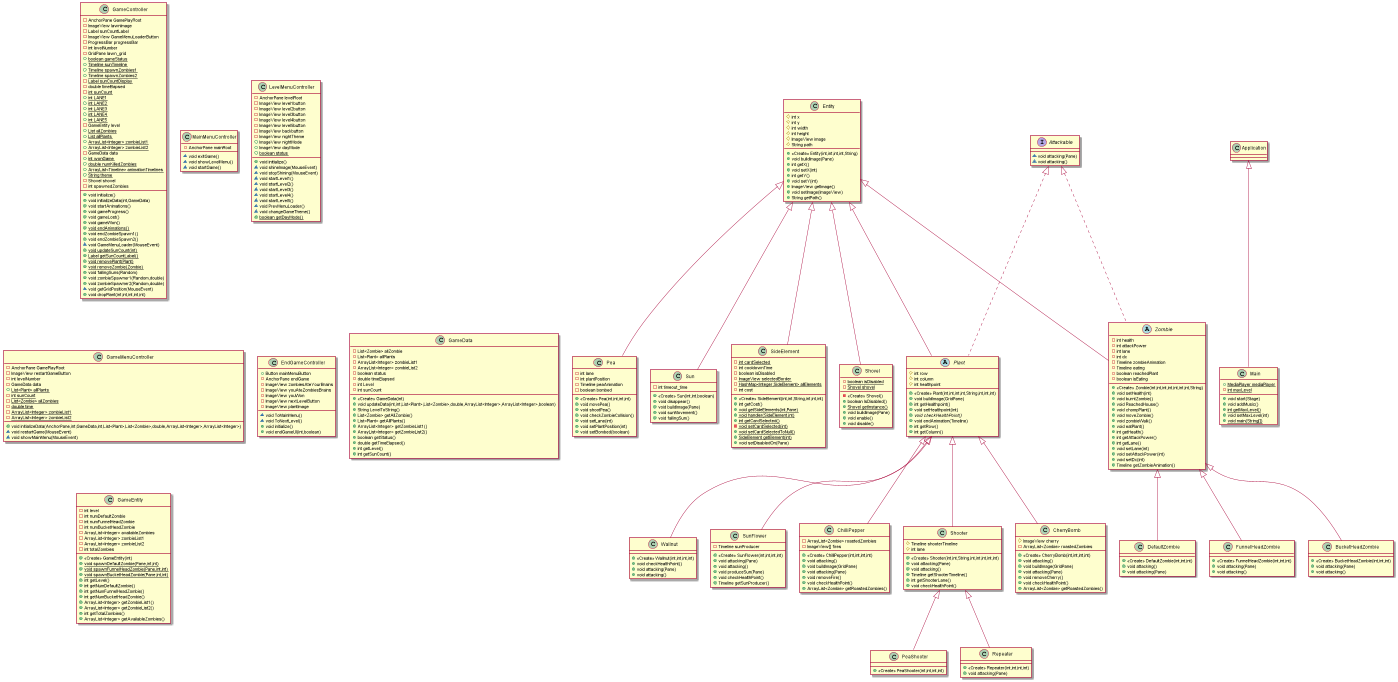 GameController
AnchorPane GamePlayRoot
ImageView lawnImage
Label sunCountLabel
ImageView GameMenuLoaderButton
ProgressBar progressBar
int levelNumber
GridPane lawn_grid
boolean gameStatus
Timeline sunTimeline
Timeline spawnZombies1
Timeline spawnZombies2
Label sunCountDisplay
double timeElapsed
int sunCount
int LANE1
int LANE2
int LANE3
int LANE4
int LANE5
GameEntity level
List allZombies
List allPlants
ArrayList<Integer> zombieList1
ArrayList<Integer> zombieList2
GameData data
int wonGame
double numKilledZombies
ArrayList<Timeline> animationTimelines
String theme
Shovel shovel
int spawnedZombies
void initialize()
void initializeData(int,GameData)
void startAnimations()
void gameProgress()
void gameLost()
void gameWon()
void endAnimations()
void endZombieSpawn1()
void endZombieSpawn2()
void GameMenuLoader(MouseEvent)
void updateSunCount(int)
Label getSunCountLabel()
void removePlant(Plant)
void removeZombie(Zombie)
void fallingSuns(Random)
void zombieSpawner1(Random,double)
void zombieSpawner2(Random,double)
void getGridPosition(MouseEvent)
void dropPlant(int,int,int,int,int)
MainMenuController
AnchorPane mainRoot
void exitGame()
void showLevelMenu()
void startGame()
LevelMenuController
AnchorPane levelRoot
ImageView level1button
ImageView level2button
ImageView level3button
ImageView level4button
ImageView level5button
ImageView backbutton
ImageView nightTheme
ImageView nightMode
ImageView dayMode
boolean status
void initialize()
void shineImage(MouseEvent)
void stopShining(MouseEvent)
void startLevel1()
void startLevel2()
void startLevel3()
void startLevel4()
void startLevel5()
void PrevMenuLoader()
void changeGameTheme()
boolean getDayMode()
Entity
int x
int y
int width
int height
ImageView image
String path
«Create» Entity(int,int,int,int,String)
void buildImage(Pane)
int getX()
void setX(int)
int getY()
void setY(int)
ImageView getImage()
void setImage(ImageView)
String getPath()
Attackable
void attacking(Pane)
void attacking()
Application
GameMenuController
AnchorPane GamePlayRoot
ImageView restartGameButton
int levelNumber
GameData data
List<Plant> allPlants
int sunCount
List<Zombie> allZombies
double time
ArrayList<Integer> zombieList1
ArrayList<Integer> zombieList2
void initializeData(AnchorPane,int,GameData,int,List<Plant>,List<Zombie>,double,ArrayList<Integer>,ArrayList<Integer>)
void restartGame(MouseEvent)
void showMainMenu(MouseEvent)
EndGameController
Button mainMenuButton
AnchorPane endGame
ImageView zombiesAteYourBrains
ImageView youAteZombiesBrains
ImageView youWon
ImageView nextLevelButton
ImageView plantImage
void ToMainMenu()
void ToNextLevel()
void initialize()
void endGameUI(int,boolean)
GameData
List<Zombie> allZombie
List<Plant> allPlants
ArrayList<Integer> zombieList1
ArrayList<Integer> zombieList2
boolean status
double timeElapsed
int Level
int sunCount
«Create» GameData(int)
void updateData(int,int,List<Plant>,List<Zombie>,double,ArrayList<Integer>,ArrayList<Integer>,boolean)
String LevelToString()
List<Zombie> getAllZombie()
List<Plant> getAllPlants()
ArrayList<Integer> getZombieList1()
ArrayList<Integer> getZombieList2()
boolean getStatus()
double getTimeElapsed()
int getLevel()
int getSunCount()
Pea
int lane
int plantPosition
Timeline peaAnimation
boolean bombed
«Create» Pea(int,int,int,int)
void movePea()
void shootPea()
void checkZombieCollision()
void setLane(int)
void setPlantPosition(int)
void setBombed(boolean)
Sun
int timeout_time
«Create» Sun(int,int,boolean)
void disappear()
void buildImage(Pane)
void sunMovement()
void fallingSun()
SideElement
int cardSelected
int cooldownTime
boolean isDisabled
ImageView selectedBorder
HashMap<Integer,SideElement> allElements
int cost
«Create» SideElement(int,int,String,int,int,int)
int getCost()
void getSideElements(int,Pane)
void handler(SideElement,int)
int getCardSelected()
void setCardSelected(int)
void setCardSelectedToNull()
SideElement getElement(int)
void setDisabledOn(Pane)
Shovel
boolean isDisabled
Shovel shovel
«Create» Shovel()
boolean isDisabled()
Shovel getInstance()
void buildImage(Pane)
void enable()
void disable()
Plant
int row
int column
int healthpoint
«Create» Plant(int,int,int,int,String,int,int,int)
void buildImage(GridPane)
int getHealthpoint()
void setHealthpoint(int)
void checkHealthPoint()
void endAnimation(Timeline)
int getRow()
int getColumn()
Zombie
int health
int attackPower
int lane
int dx
Timeline zombieAnimation
Timeline eating
boolean reachedPlant
boolean isEating
«Create» Zombie(int,int,int,int,int,int,int,String)
void setHealth(int)
void burntZombie()
void ReachedHouse()
void chompPlant()
void moveZombie()
void zombieWalk()
void eatPlant()
int getHealth()
int getAttackPower()
int getLane()
void setLane(int)
void setAttackPower(int)
void setDx(int)
Timeline getZombieAnimation()
Main
MediaPlayer mediaPlayer
int maxLevel
void start(Stage)
void addMusic()
int getMaxLevel()
void setMaxLevel(int)
void main(String[])
GameEntity
int level
int numDefaultZombie
int numFunnelHeadZombie
int numBucketHeadZombie
ArrayList<Integer> availableZombies
ArrayList<Integer> zombieList1
ArrayList<Integer> zombieList2
int totalZombies
«Create» GameEntity(int)
void spawnDefaultZombie(Pane,int,int)
void spawnFunnelHeadZombie(Pane,int,int)
void spawnBucketHeadZombie(Pane,int,int)
int getLevel()
int getNumDefaultZombie()
int getNumFunnelHeadZombie()
int getNumBucketHeadZombie()
ArrayList<Integer> getZombieList1()
ArrayList<Integer> getZombieList2()
int getTotalZombies()
ArrayList<Integer> getAvailableZombies()
Wallnut
«Create» Wallnut(int,int,int,int)
void checkHealthPoint()
void attacking(Pane)
void attacking()
SunFlower
Timeline sunProducer
«Create» SunFlower(int,int,int,int)
void attacking(Pane)
void attacking()
void produceSun(Pane)
void checkHealthPoint()
Timeline getSunProducer()
ChilliPepper
ArrayList<Zombie> roastedZombies
ImageView[] fires
«Create» ChilliPepper(int,int,int,int)
void attacking()
void buildImage(GridPane)
void attacking(Pane)
void removeFire()
void checkHealthPoint()
ArrayList<Zombie> getRoastedZombies()
Shooter
Timeline shooterTimeline
int lane
«Create» Shooter(int,int,String,int,int,int,int,int)
void attacking(Pane)
void attacking()
Timeline getShooterTimeline()
int getShooterLane()
void checkHealthPoint()
CherryBomb
ImageView cherry
ArrayList<Zombie> roastedZombies
«Create» CherryBomb(int,int,int,int)
void attacking()
void buildImage(GridPane)
void attacking(Pane)
void removeCherry()
void checkHealthPoint()
ArrayList<Zombie> getRoastedZombies()
DefaultZombie
«Create» DefaultZombie(int,int,int)
void attacking()
void attacking(Pane)
FunnelHeadZombie
«Create» FunnelHeadZombie(int,int,int)
void attacking()
void attacking(Pane)
BucketHeadZombie
«Create» BucketHeadZombie(int,int,int)
void attacking(Pane)
void attacking()
PeaShooter
«Create» PeaShooter(int,int,int,int)
Repeater
«Create» Repeater(int,int,int,int)
void attacking(Pane)